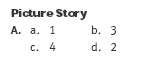 Picture Story
A. a. 1 b. 3
c. 4 d. 2